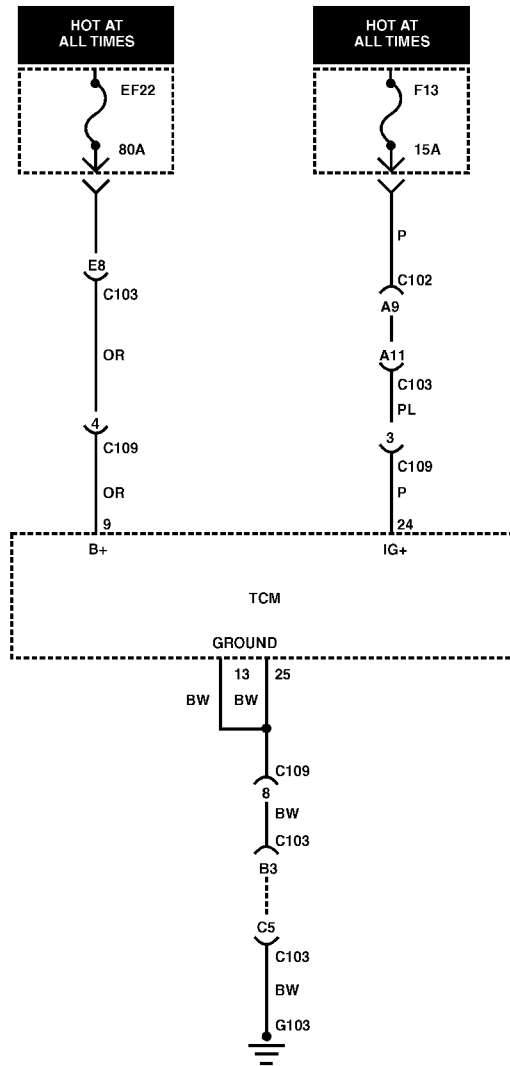 HOT AT
ALL TIMES
HOT AT
ALL TIMES
EF22
80A
F13
15A
P
E8
C103
C102
A9
OR
A11
C103
PL
4
C109
3
C109
OR
P
9
24
B+
IG+
TCM
GROUND
13
25
BW
BW
C109
8
BW
C103
B3
C5
C103
BW
G103